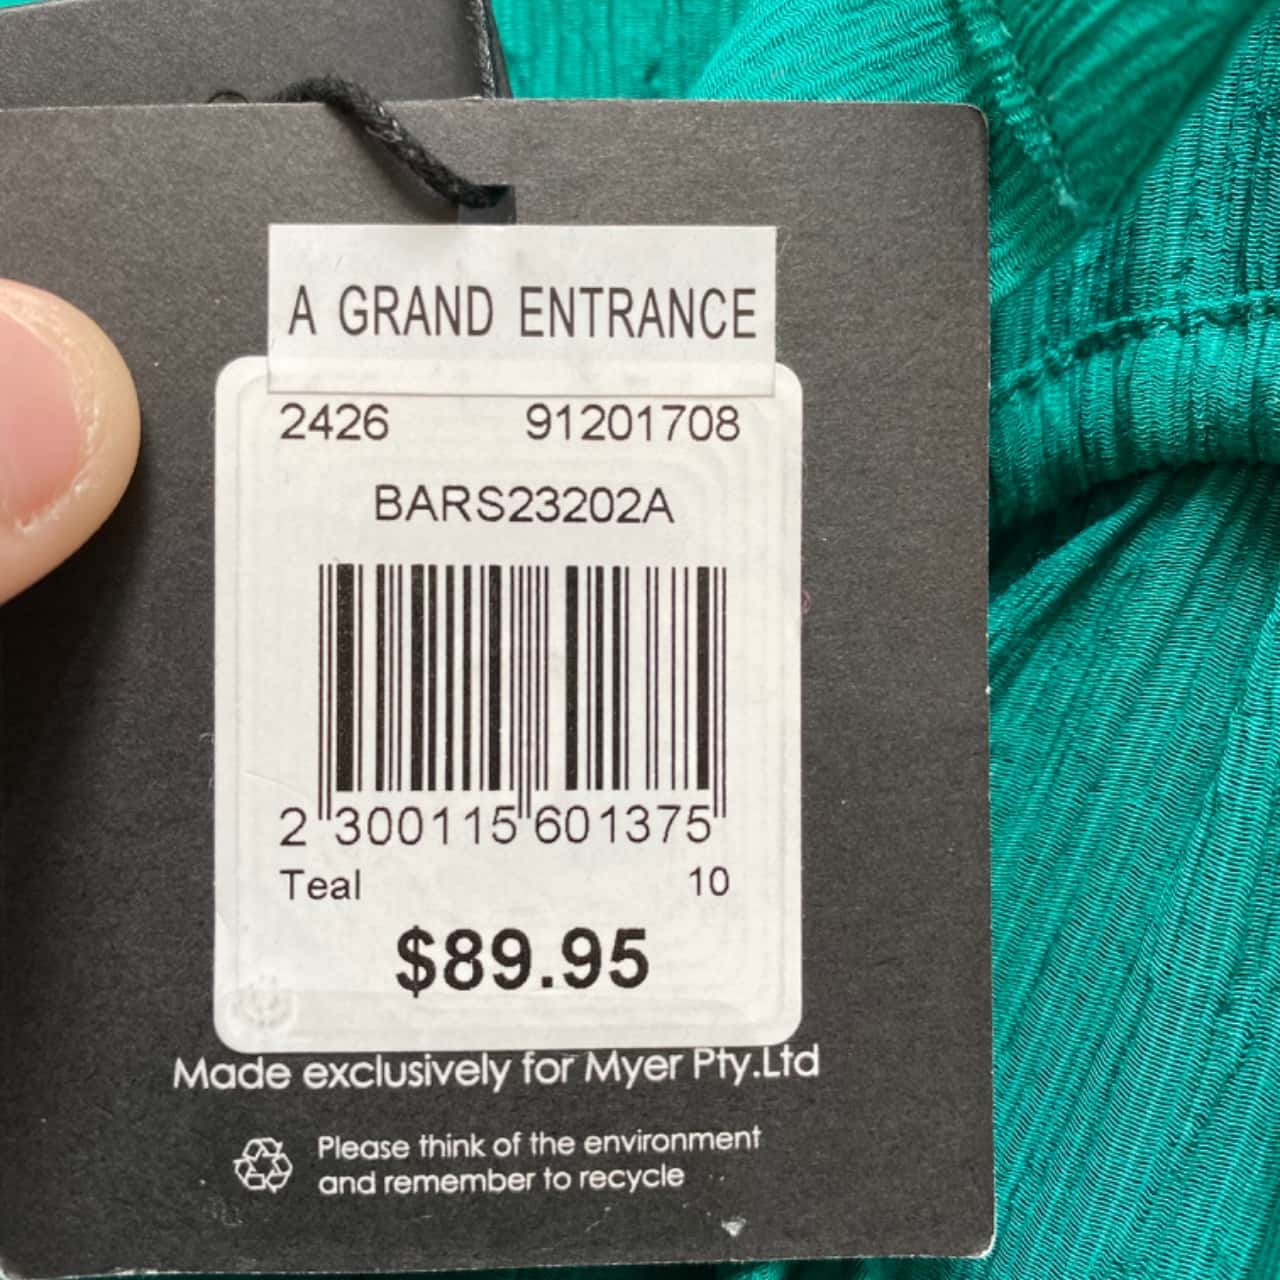 A GRAND ENTRANCE
2426 91201708
BARS23202A
2 300115 601375
Teal 10
$89.95
Made exclusively for Myer Pty.Ltd
Please think of the environment
and remember to recycle